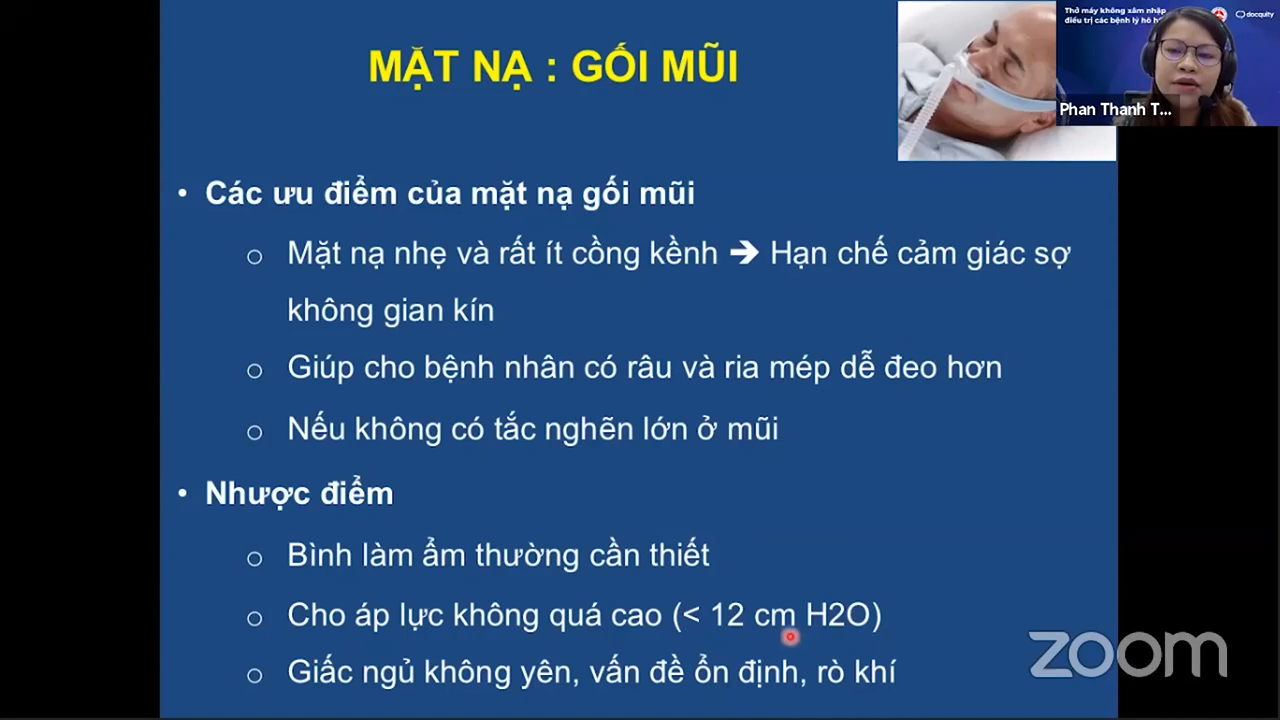 MẶT NẠ : GỐI MŨI
Thở máy không xâm nhập
điều trị các bệnh lý hô
docquity
Phan Thanh T...
• Các ưu điểm của mặt nạ gối mũi
o Mặt nạ nhẹ và rất ít cồng kềnh ➔ Hạn chế cảm giác sợ
không gian kín
o Giúp cho bệnh nhân có râu và ria mép dễ đeo hơn
o Nếu không có tắc nghẽn lớn ở mũi
• Nhược điểm
o Bình làm ẩm thường cần thiết
o Cho áp lực không quá cao (< 12 cm H2O)
o Giấc ngủ không yên, vấn đề ổn định, rò khí
zoom